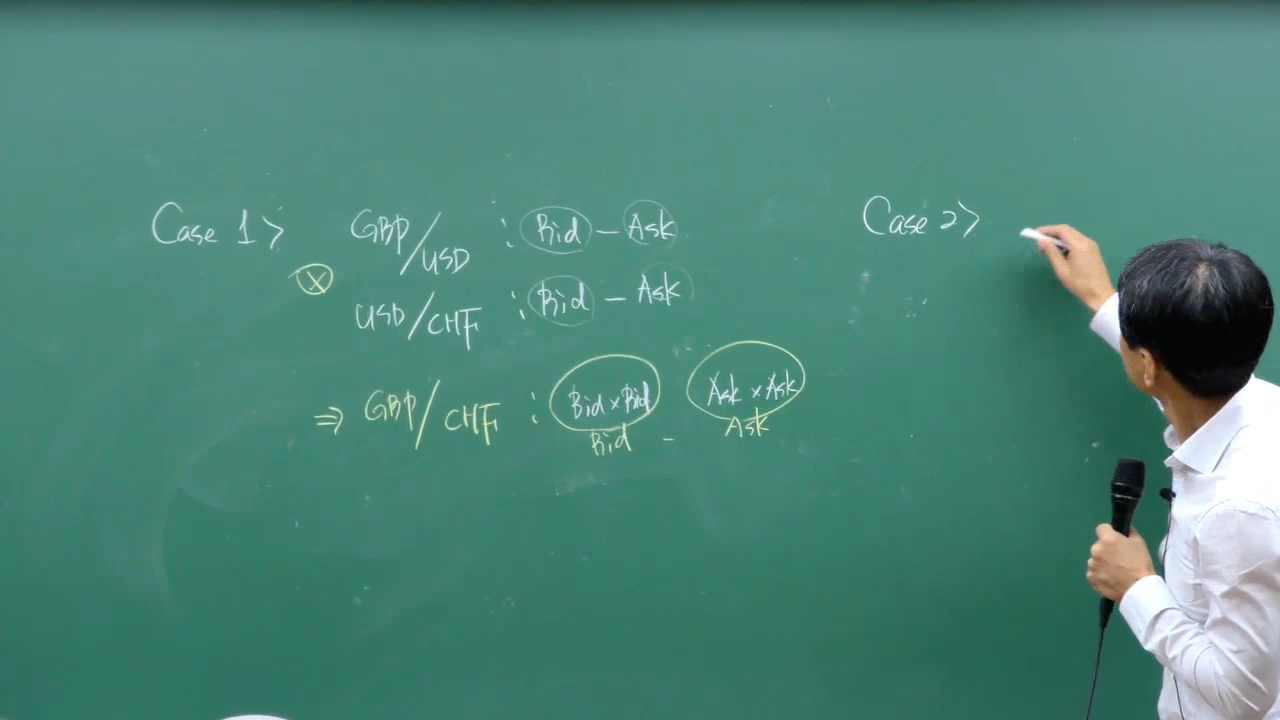 Case 1> GBP/USD : Bid - Ask
ⓧ
USD/CHF : Bid - Ask
⇒ GBP/CHF : Bid x Bid Ask x Ask
Bid - Ask
Case 2>